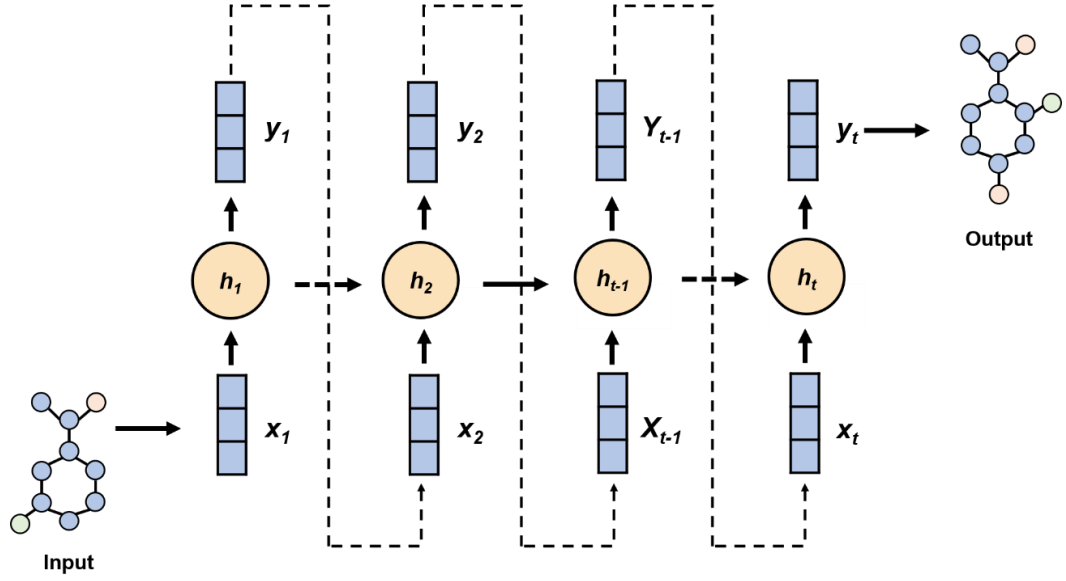 y1
y2
Yt-1
yt
Output
h1
h2
ht-1
ht
x1
x2
Xt-1
xt
Input